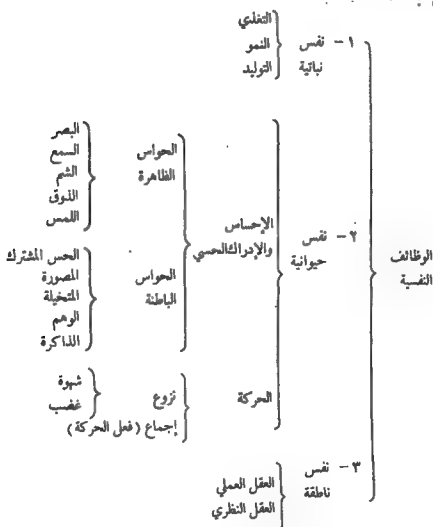 الوظائف
النفسية
١ - نفس
نباتية
التغذي
النمو
التوليد
٢ - نفس
حيوانية
الإحساس
والإدراك الحسي
الحواس
الظاهرة
البصر
السمع
الشم
الذوق
اللمس
الحواس
الباطنة
الحس المشترك
المصورة
المتخيلة
الوهم
الذاكرة
الحركة
نزوع
شهوة
غضب
إجماع (فعل الحركة)
٣ - نفس
ناطقة
العقل العملي
العقل النظري